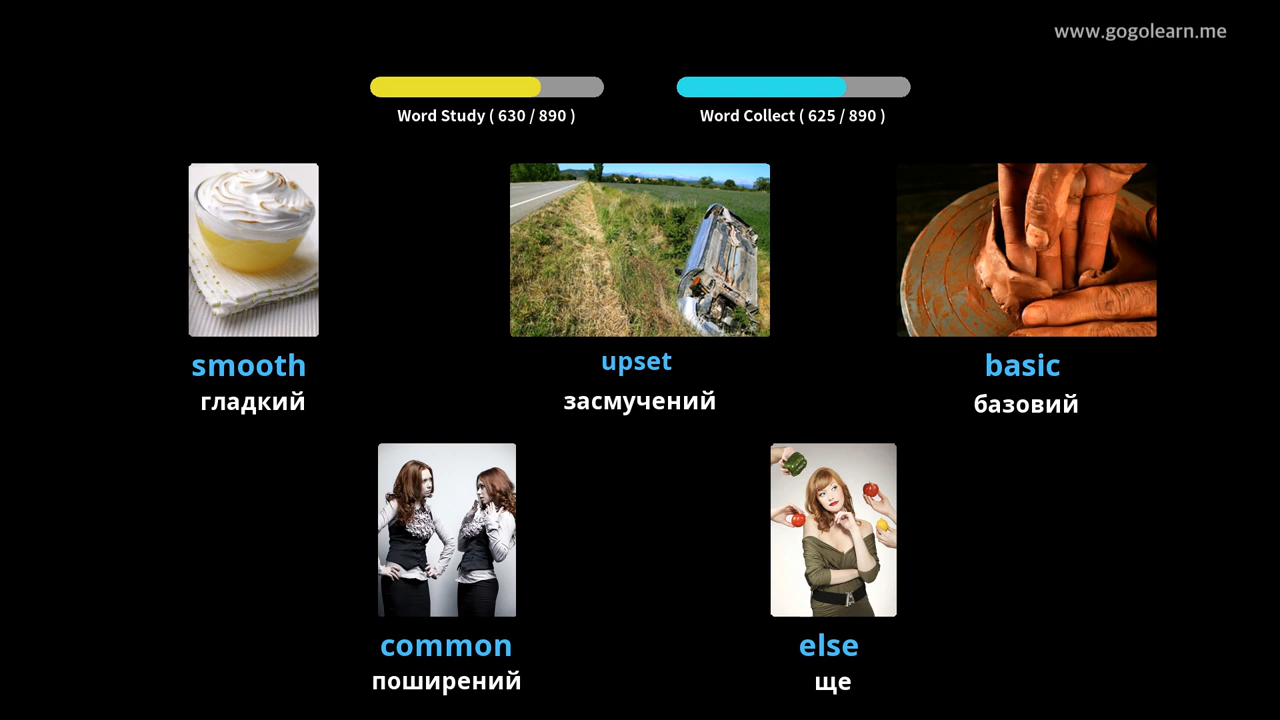 www.gogolearn.me
Word Study ( 630 / 890 )
Word Collect ( 625 / 890 )
smooth
гладкий
upset
засмучений
basic
базовий
common
поширений
else
ще